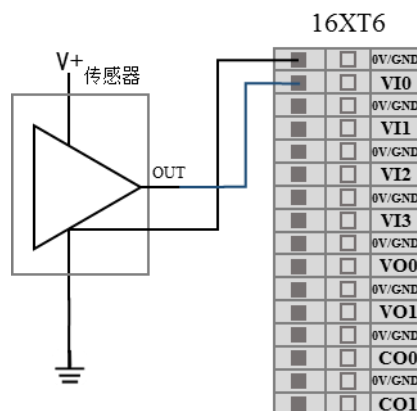 16XT6
V+
传感器
OUT
0V/GND
VI0
0V/GND
VI1
0V/GND
VI2
0V/GND
VI3
0V/GND
VO0
0V/GND
VO1
0V/GND
CO0
0V/GND
CO1